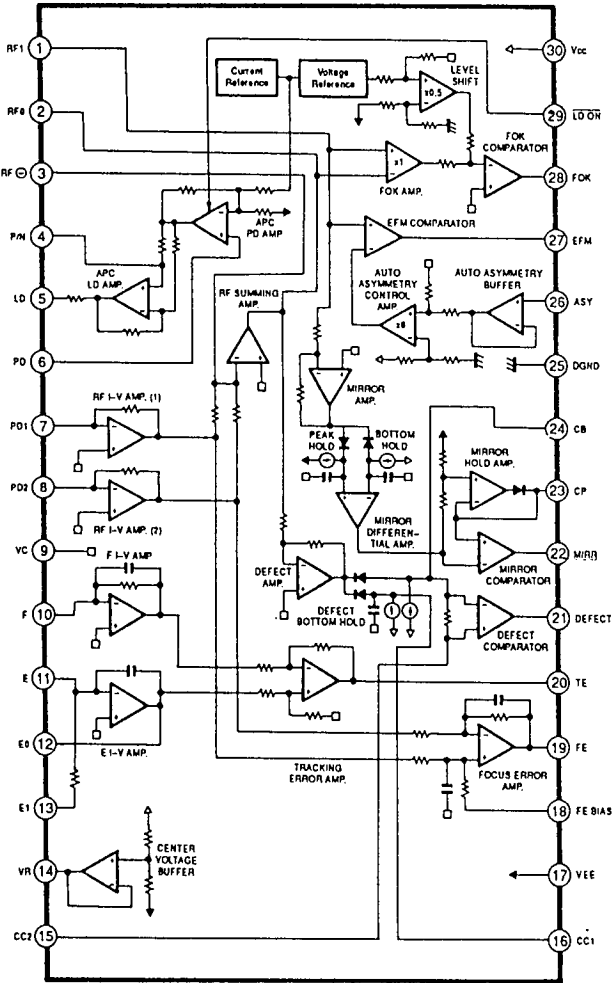 RF1 1
RF0 2
RF ⊖ 3
P/N 4
LD 5
PD 6
PD1 7
PD2 8
VC 9
F 10
E 11
E0 12
E1 13
VR 14
CC2 15
30 Vcc
29 LD ON
28 FOK
27 EFM
26 ASY
25 DGND
24 CB
23 CP
22 MIRR
21 DEFECT
20 TE
19 FE
18 FE BIAS
17 VEE
16 CC1
Current
Reference
Voltage
Reference
LEVEL
SHIFT
x0.5
FOK
COMPARATOR
x1
FOK AMP.
APC
PD AMP
EFM COMPARATOR
APC
LD AMP.
RF SUMMING
AMP.
AUTO
ASYMMETRY
CONTROL
AMP.
AUTO ASYMMETRY
BUFFER
x8
MIRROR
AMP.
RF I-V AMP. (1)
PEAK
HOLD
BOTTOM
HOLD
MIRROR
HOLD AMP.
RF I-V AMP. (2)
MIRROR
DIFFEREN-
TIAL AMP.
MIRROR
COMPARATOR
F I-V AMP
DEFECT
AMP.
DEFECT
BOTTOM HOLD
DEFECT
COMPARATOR
E I-V AMP.
TRACKING
ERROR AMP.
FOCUS ERROR
AMP.
CENTER
VOLTAGE
BUFFER